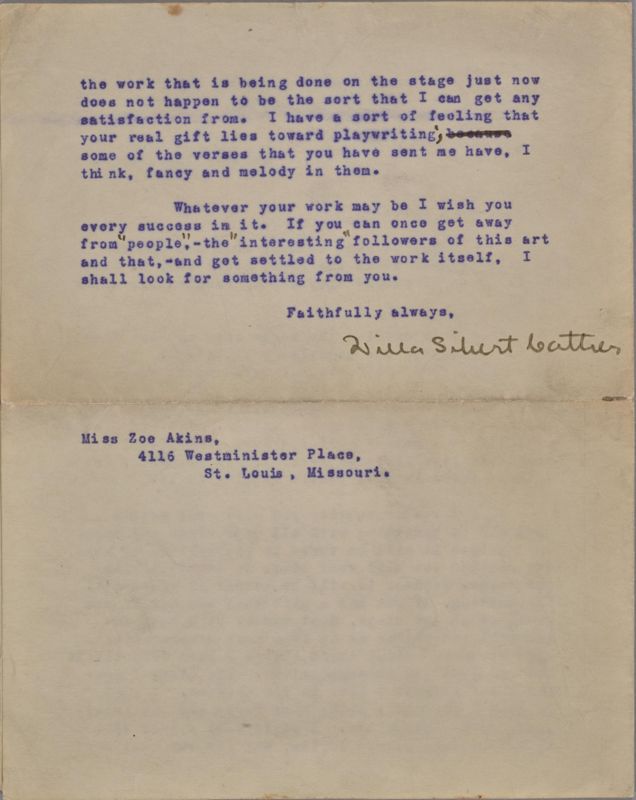 the work that is being done on the stage just now
does not happen to be the sort that I can get any
satisfaction from. I have a sort of feeling that
your real gift lies toward playwriting; because
some of the verses that you have sent me have, I
think, fancy and melody in them.
Whatever your work may be I wish you
every success in it. If you can once get away
from "people",-the "interesting" followers of this art
and that,-and get settled to the work itself, I
shall look for something from you.
Faithfully always,
Willa Sibert Cather
Miss Zoe Akins,
4116 Westminister Place,
St. Louis, Missouri.